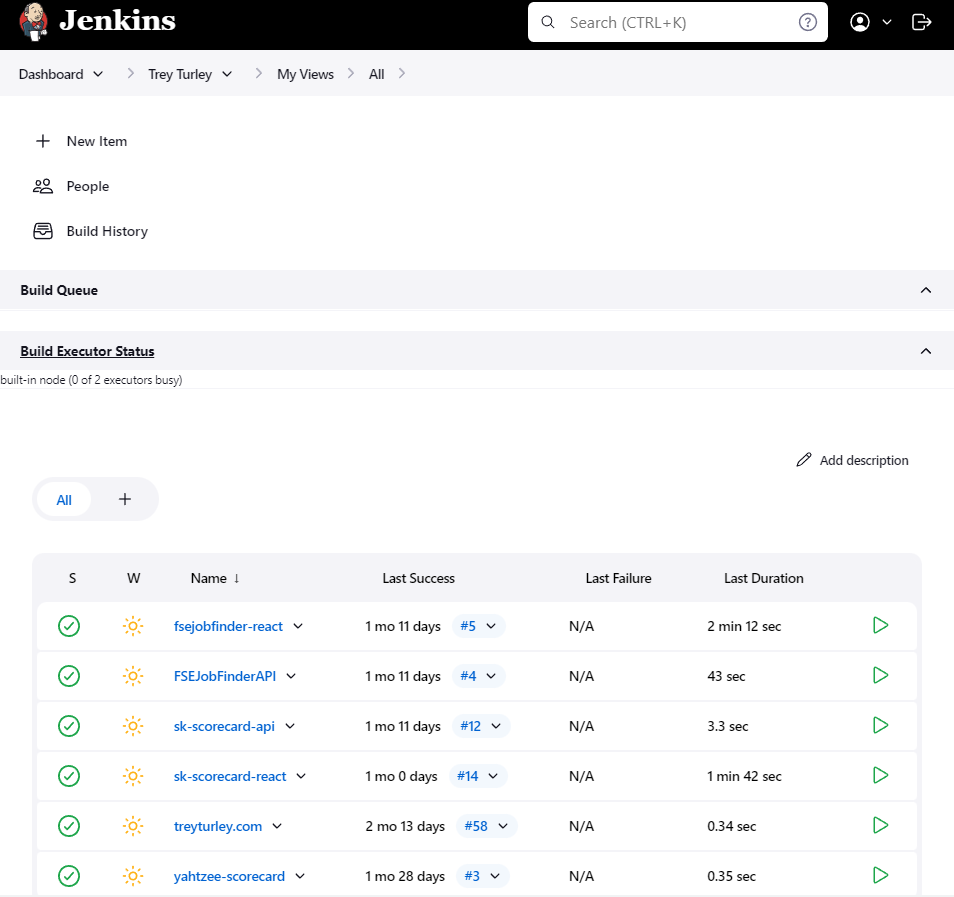 Jenkins
Search (CTRL+K)
Dashboard Trey Turley My Views All
New Item
People
Build History
Build Queue
Build Executor Status
built-in node (0 of 2 executors busy)
Add description
All +
S W Name ↓ Last Success Last Failure Last Duration
fsejobfinder-react 1 mo 11 days #5 N/A 2 min 12 sec
FSEJobFinderAPI 1 mo 11 days #4 N/A 43 sec
sk-scorecard-api 1 mo 11 days #12 N/A 3.3 sec
sk-scorecard-react 1 mo 0 days #14 N/A 1 min 42 sec
treyturley.com 2 mo 13 days #58 N/A 0.34 sec
yahtzee-scorecard 1 mo 28 days #3 N/A 0.35 sec